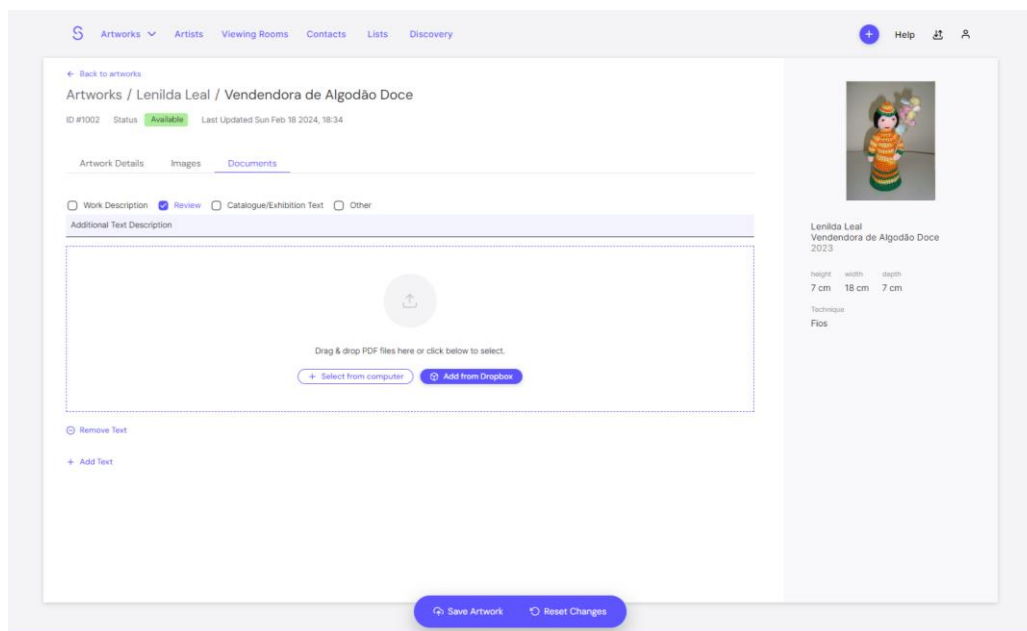 S Artworks Artists Viewing Rooms Contacts Lists Discovery + Help
← Back to artworks
Artworks / Lenilda Leal / Vendendora de Algodão Doce
ID #1002 Status Available Last Updated Sun Feb 18 2024, 18:34
Artwork Details Images Documents
Work Description Review Catalogue/Exhibition Text Other
Additional Text Description
Drag & drop PDF files here or click below to select.
+ Select from computer Add from Dropbox
Remove Text
+ Add Text
Lenilda Leal
Vendendora de Algodão Doce
2023
height width depth
7 cm 18 cm 7 cm
Technique
Fios
Save Artwork Reset Changes